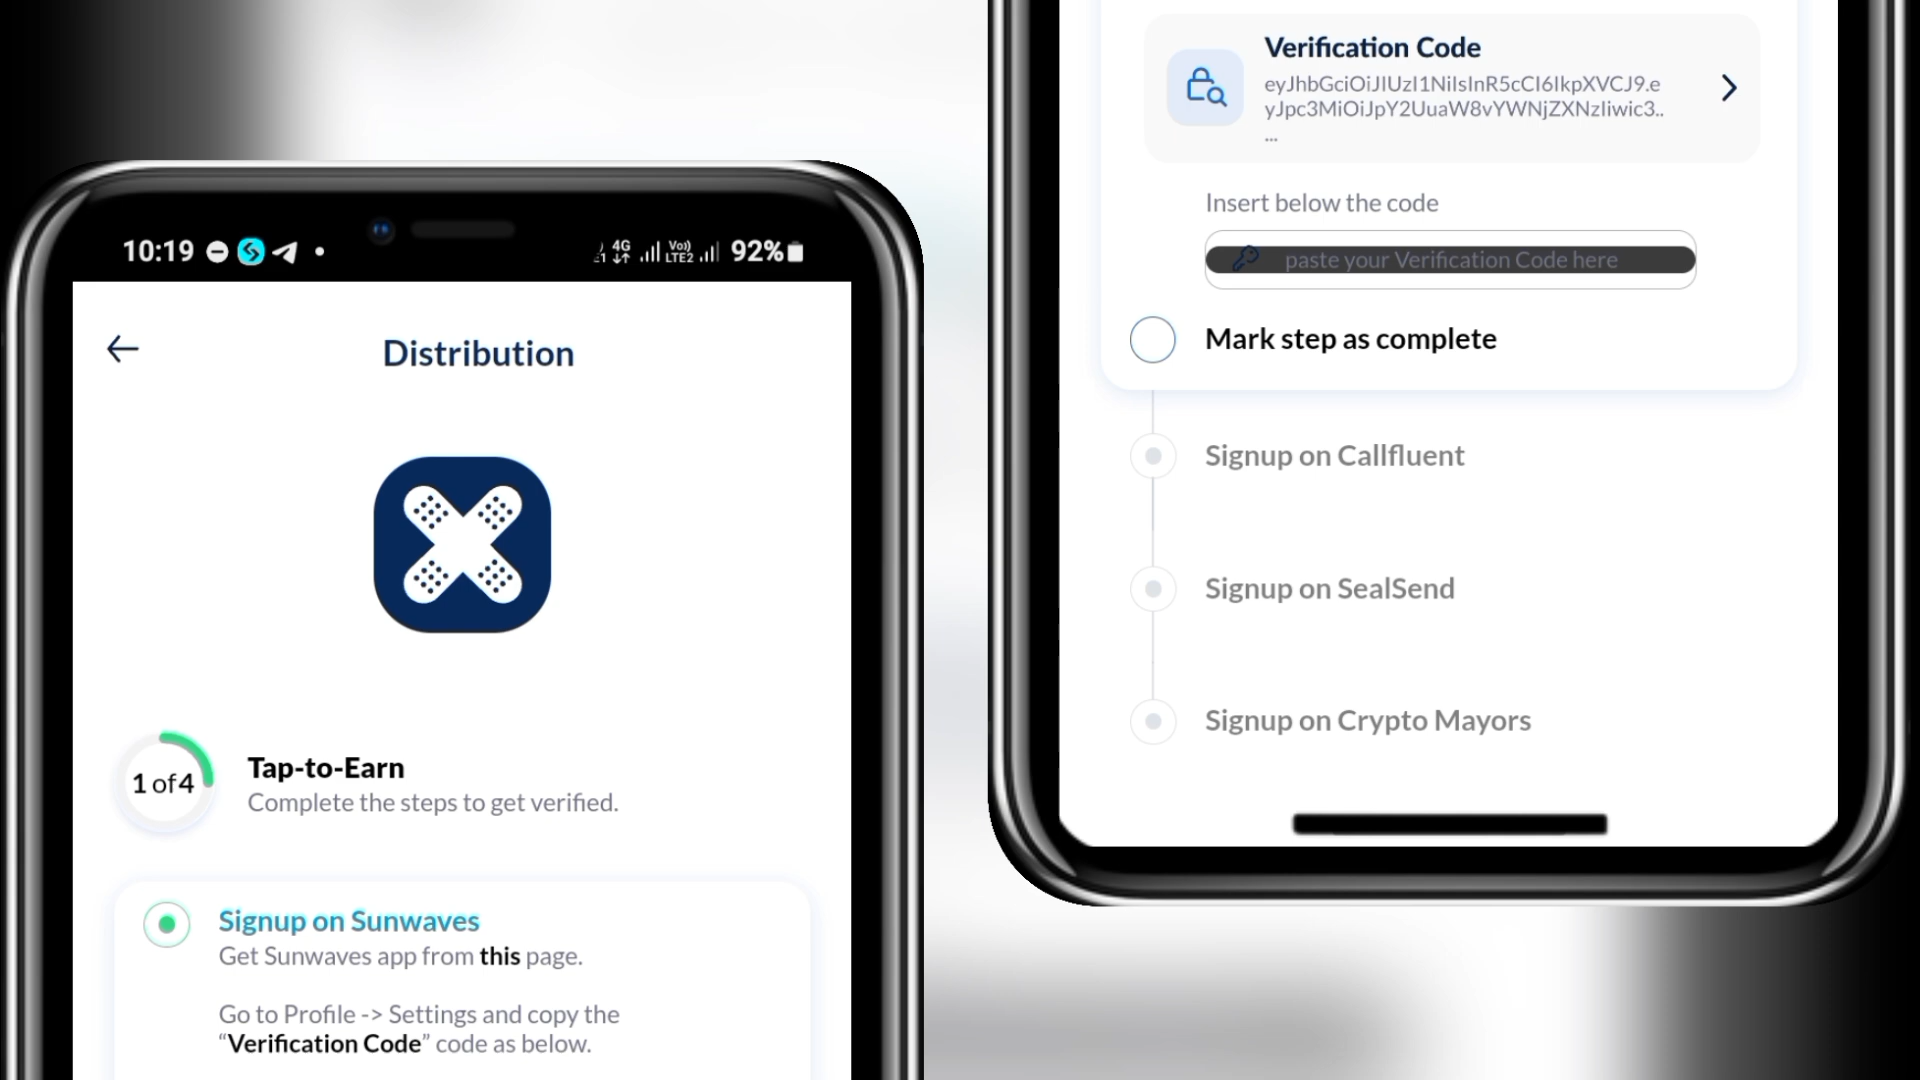 10:19
4G
Vo))
LTE2
92%
Distribution
1 of 4
Tap-to-Earn
Complete the steps to get verified.
Signup on Sunwaves
Get Sunwaves app from this page.
Go to Profile -> Settings and copy the
“Verification Code” code as below.
Verification Code
eyJhbGciOiJIUzI1NiIsInR5cCI6IkpXVCJ9.e
yJpc3MiOiJpY2UuaW8vYWNjZXNzIiwic3..
...
Insert below the code
paste your Verification Code here
Mark step as complete
Signup on Callfluent
Signup on SealSend
Signup on Crypto Mayors